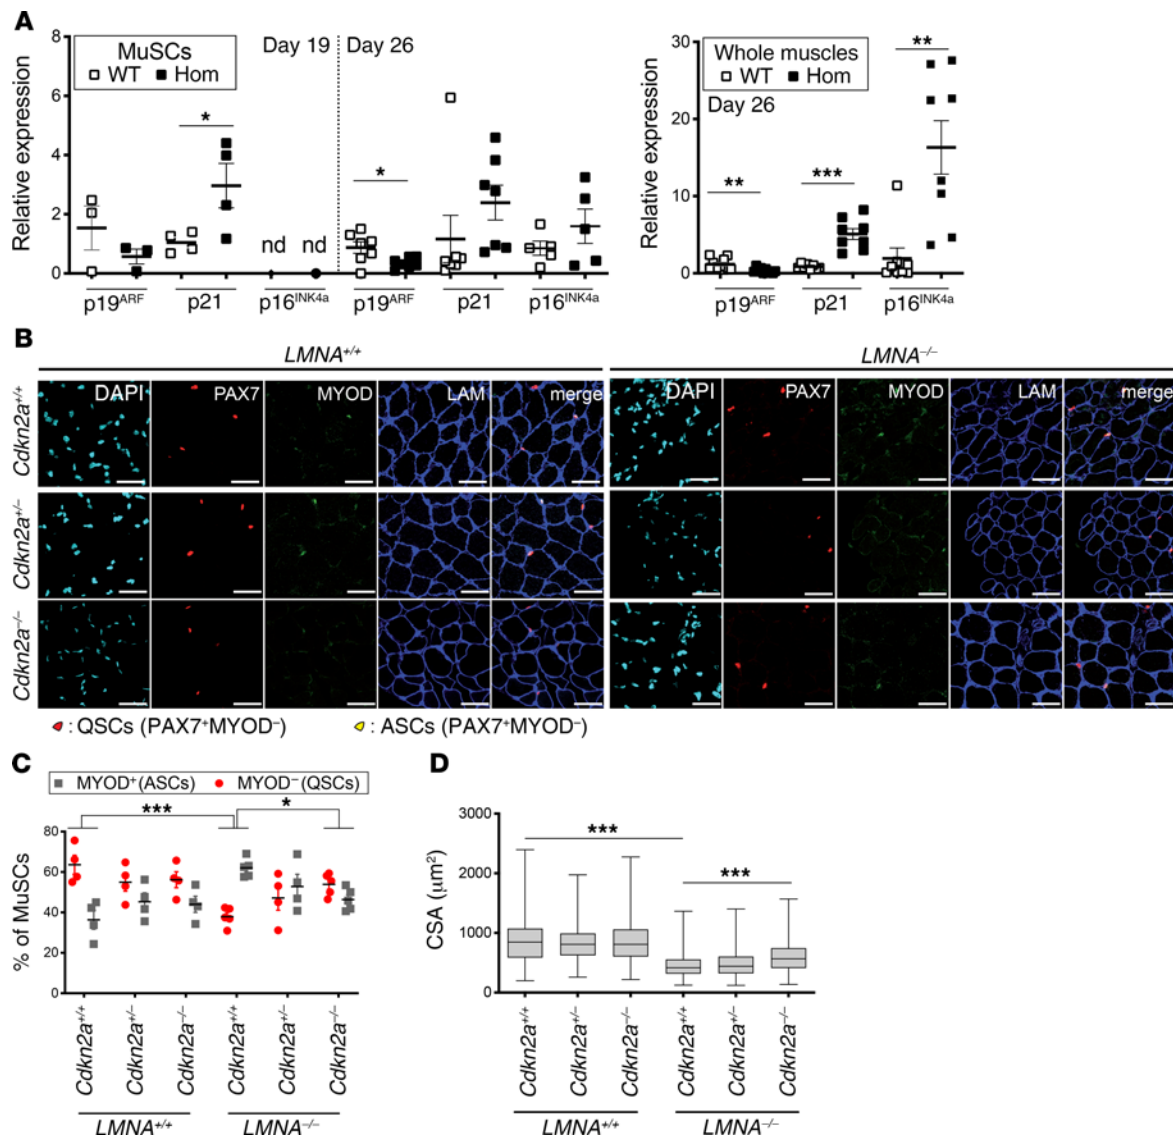 A
8
6
4
2
0
Relative expression
MuSCs
WT Hom
Day 19
Day 26
*
nd nd
*
p19ARF p21 p16INK4a p19ARF p21 p16INK4a
30
20
10
0
Relative expression
Whole muscles
WT Hom
Day 26
**
***
**
p19ARF p21 p16INK4a
B
LMNA+/+ LMNA–/–
Cdkn2a+/+
DAPI PAX7 MYOD LAM merge DAPI PAX7 MYOD LAM merge
Cdkn2a+/–
Cdkn2a–/–
: QSCs (PAX7+MYOD–) : ASCs (PAX7+MYOD–)
C
MYOD+(ASCs) MYOD–(QSCs)
*** *
80
60
40
20
0
% of MuSCs
Cdkn2a+/+ Cdkn2a+/– Cdkn2a–/– Cdkn2a+/+ Cdkn2a+/– Cdkn2a–/–
LMNA+/+ LMNA–/–
D
3000
2000
1000
0
CSA (μm2)
***
***
Cdkn2a+/+ Cdkn2a+/– Cdkn2a–/– Cdkn2a+/+ Cdkn2a+/– Cdkn2a–/–
LMNA+/+ LMNA–/–